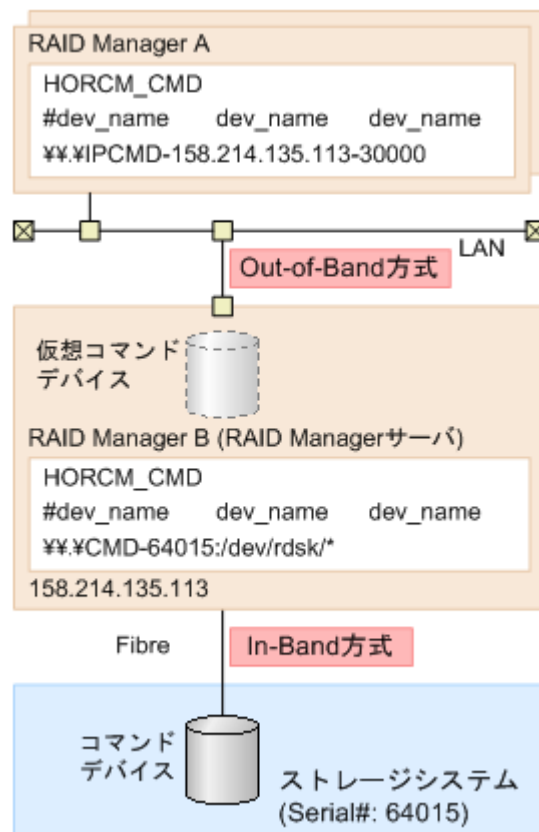 RAID Manager A
HORCM_CMD
#dev_name dev_name dev_name
¥¥.¥IPCMD-158.214.135.113-30000
LAN
Out-of-Band方式
仮想コマンド
デバイス
RAID Manager B (RAID Managerサーバ)
HORCM_CMD
#dev_name dev_name dev_name
¥¥.¥CMD-64015:/dev/rdsk/*
158.214.135.113
Fibre
In-Band方式
コマンド
デバイス
ストレージシステム
(Serial#: 64015)